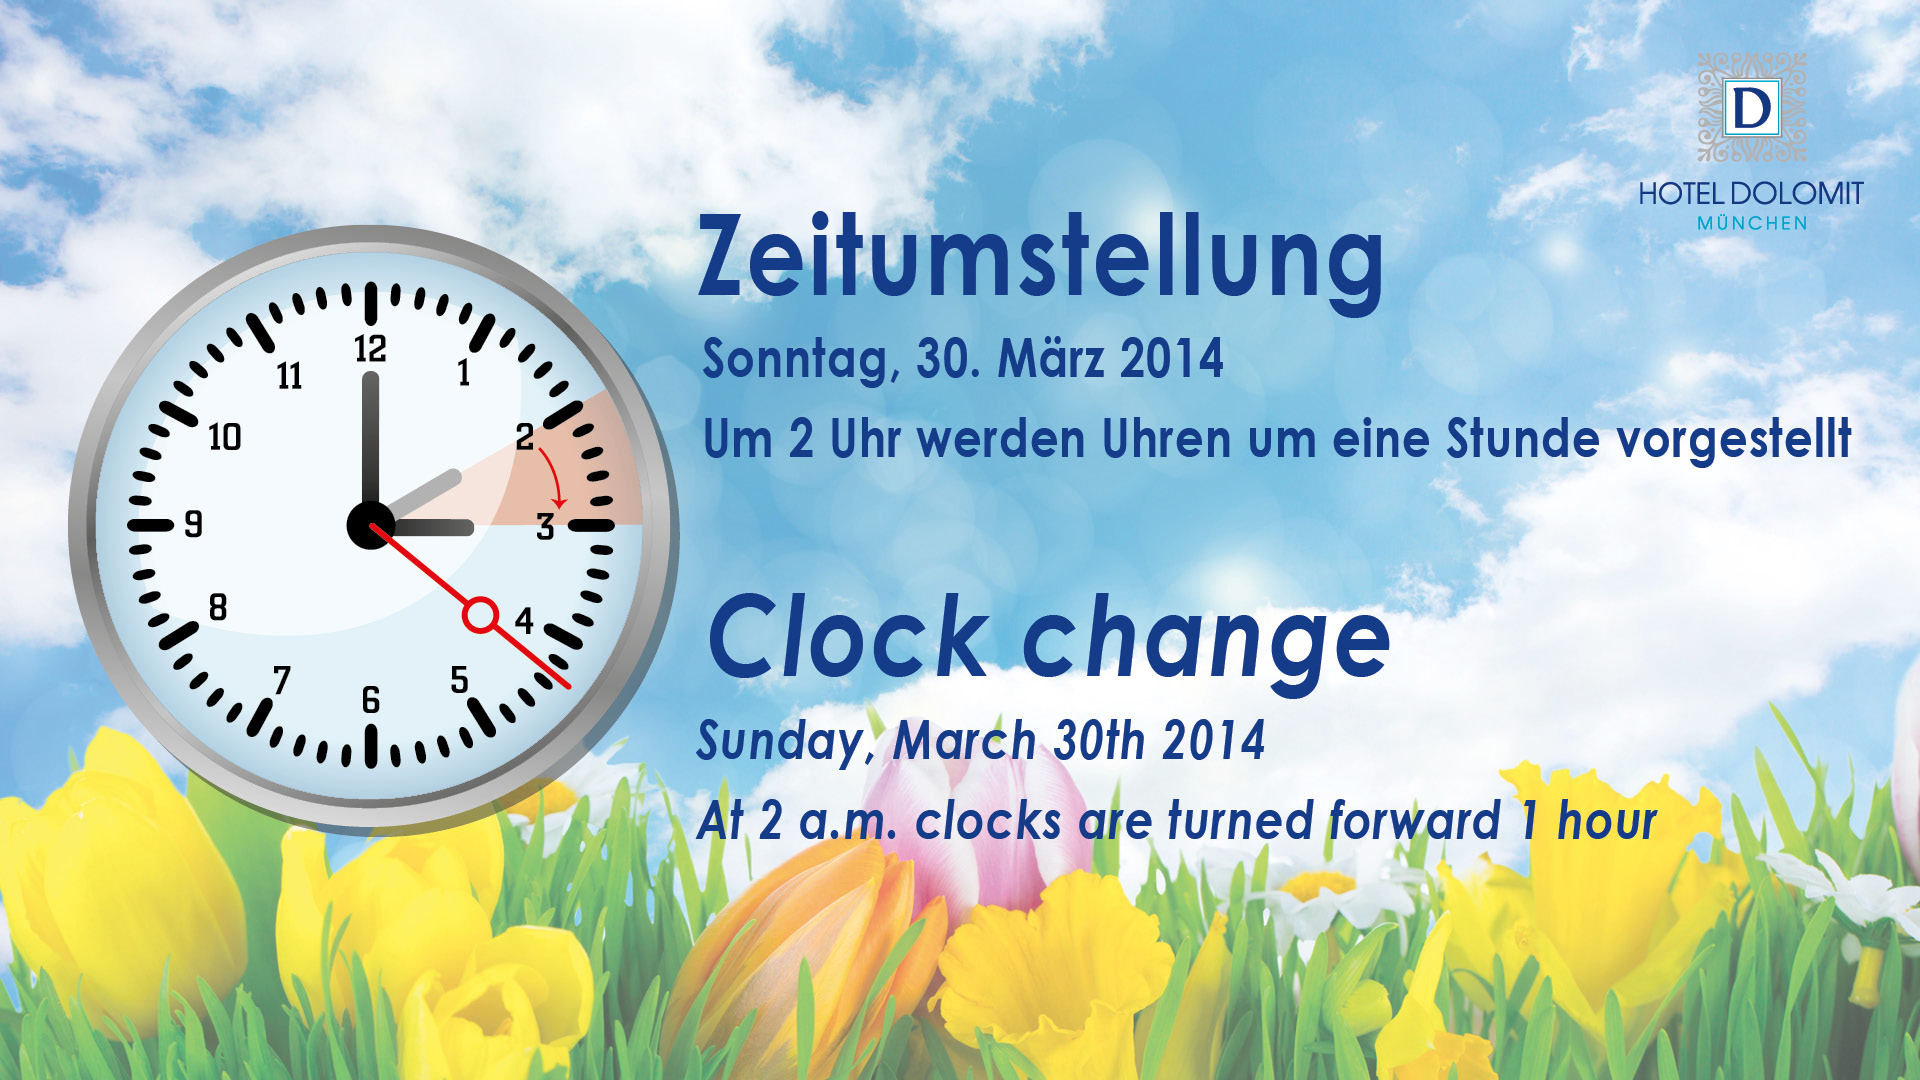 D
HOTEL DOLOMIT
MÜNCHEN
Zeitumstellung
Sonntag, 30. März 2014
Um 2 Uhr werden Uhren um eine Stunde vorgestellt
Clock change
Sunday, March 30th 2014
At 2 a.m. clocks are turned forward 1 hour
12
1
2
3
4
5
6
7
8
9
10
11